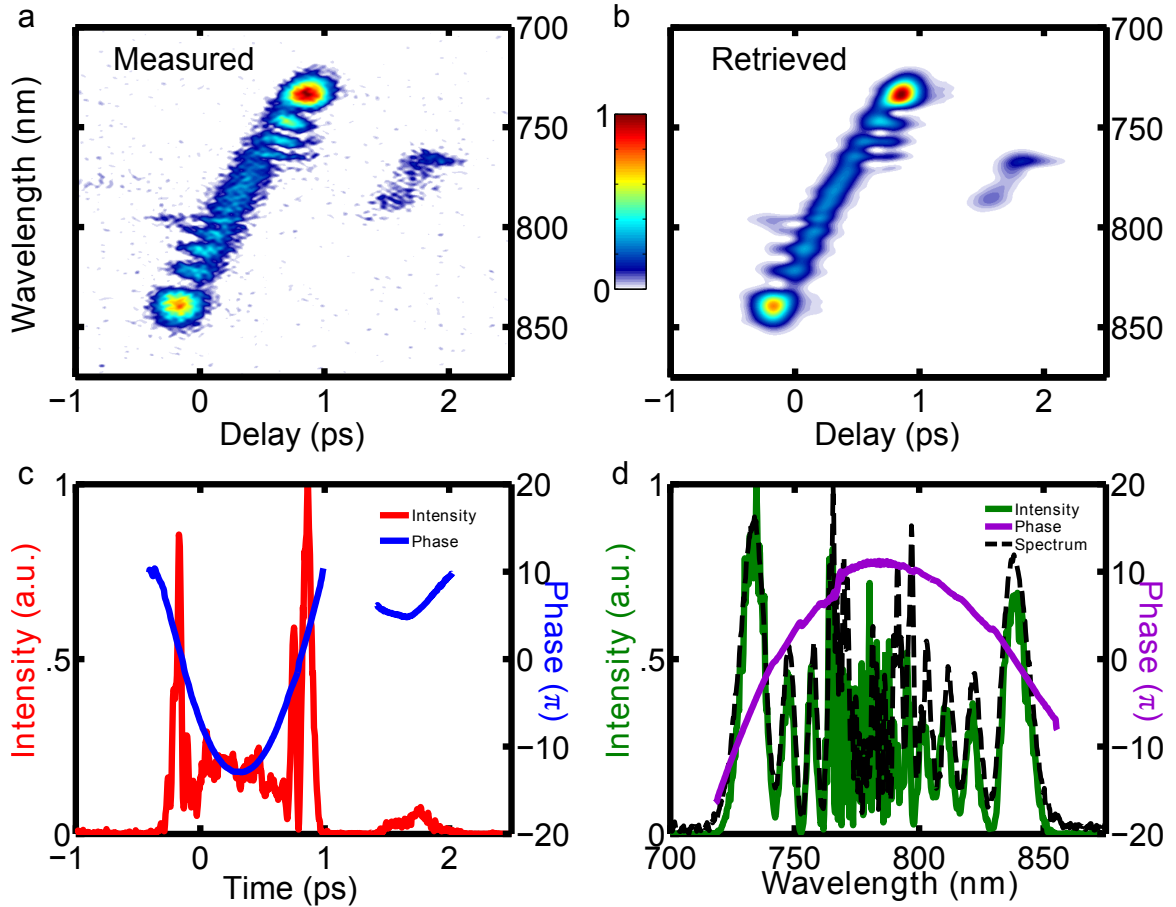 a
Measured
Wavelength (nm)
700
750
800
850
−1
0
1
2
Delay (ps)
1
0
b
Retrieved
700
750
800
850
−1
0
1
2
Delay (ps)
c
Intensity (a.u.)
1
.5
0
Intensity
Phase
20
10
0
−10
−20
Phase (π)
−1
0
1
2
Time (ps)
d
Intensity (a.u.)
1
.5
0
Intensity
Phase
Spectrum
20
10
0
−10
−20
Phase (π)
700
750
800
850
Wavelength (nm)